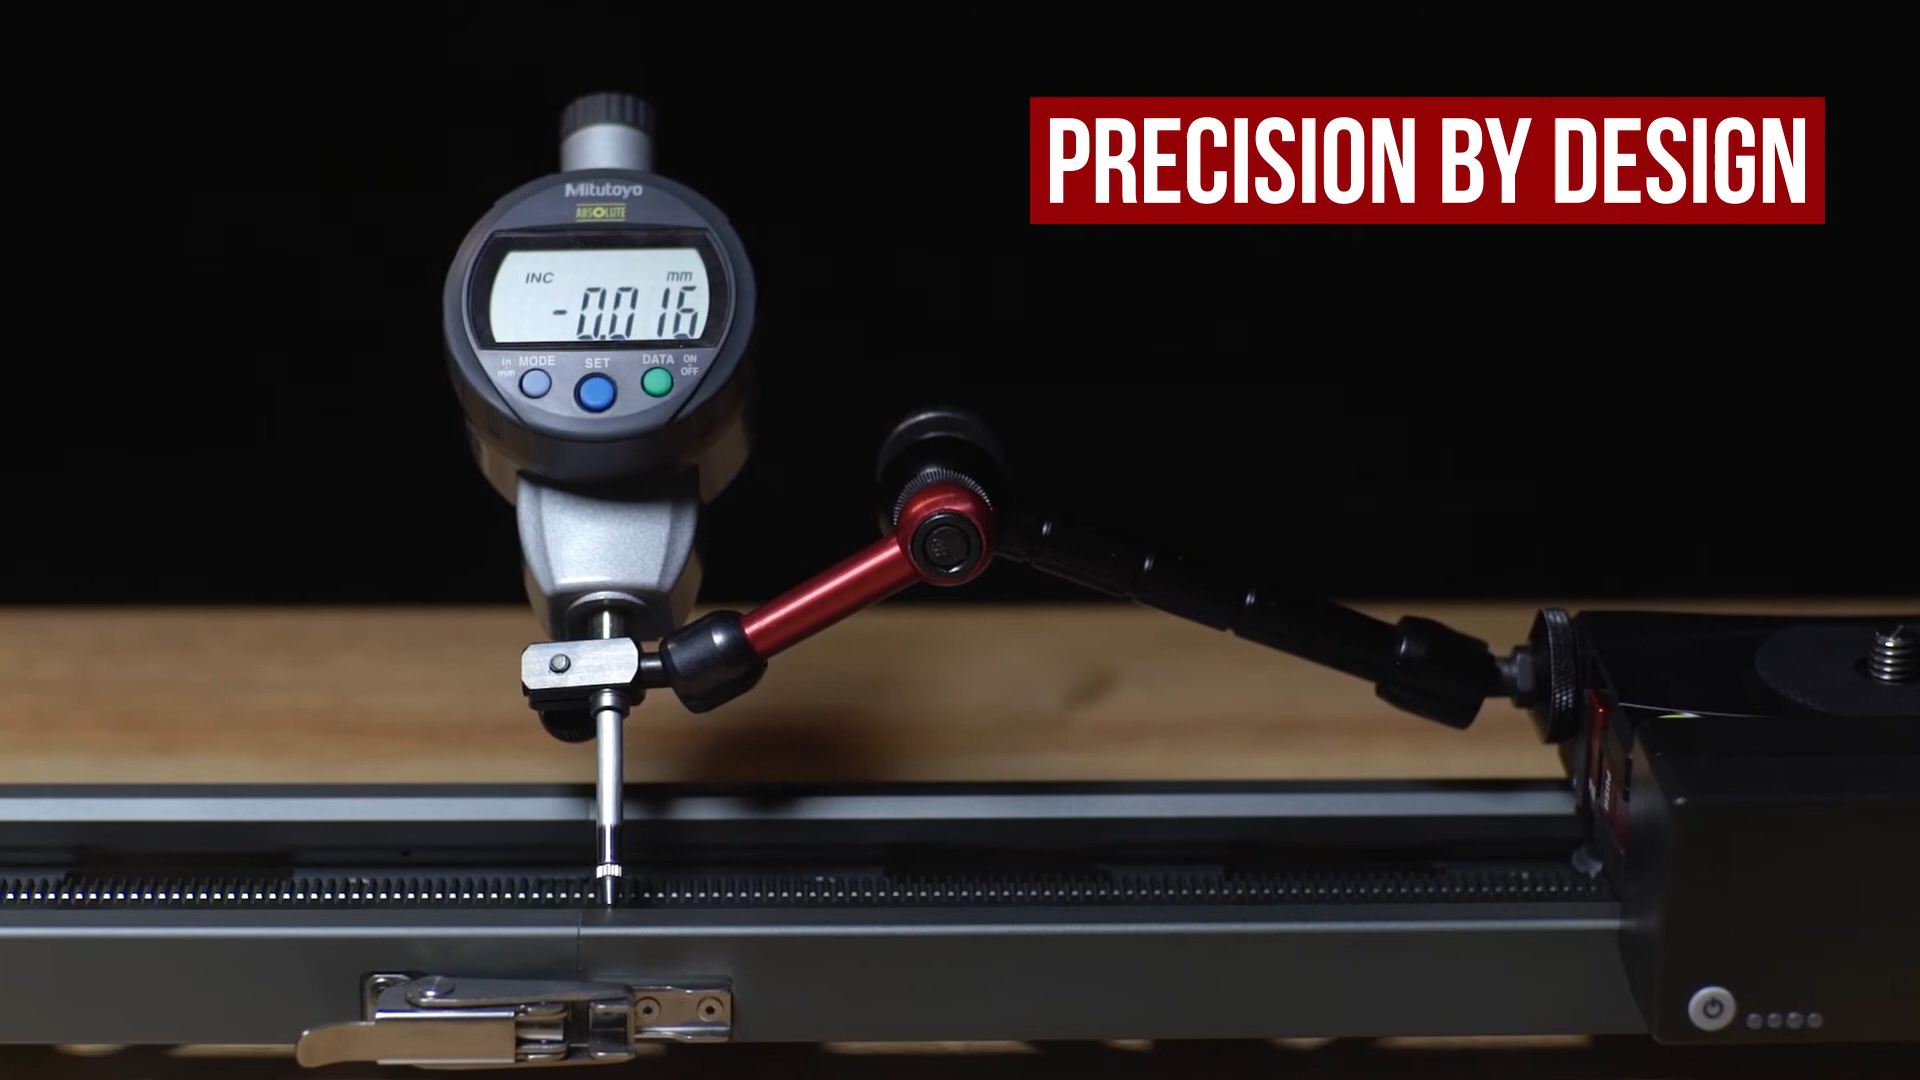 PRECISION BY DESIGN
Mitutoyo
ABSOLUTE
INC mm
-0.016
in MODE SET DATA ON
mm OFF